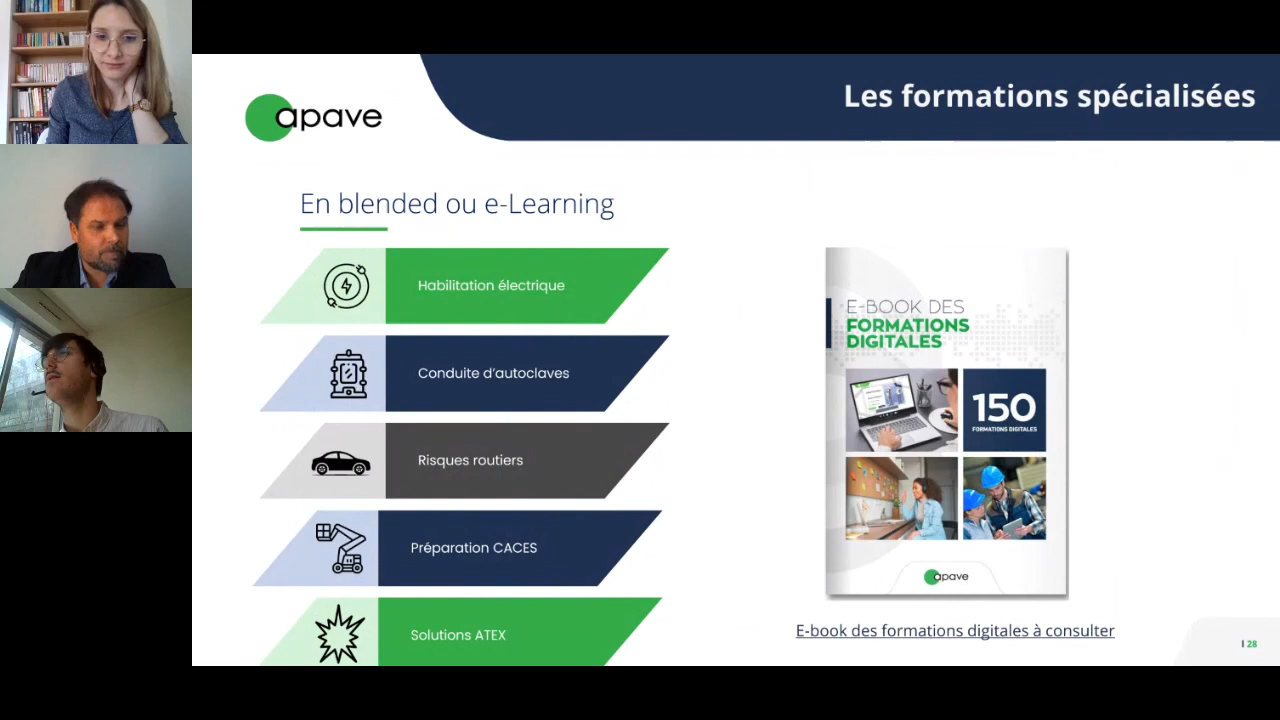 Les formations spécialisées
apave
En blended ou e-Learning
Habilitation électrique
Conduite d'autoclaves
Risques routiers
Préparation CACES
Solutions ATEX
E-BOOK DES
FORMATIONS
DIGITALES
150
FORMATIONS DIGITALES
apave
E-book des formations digitales à consulter
I 28